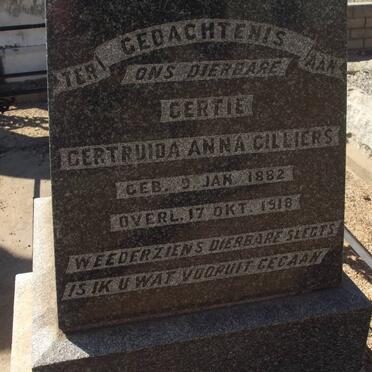 TER GEDACHTENIS AAN
ONS DIERBARE
GERTIE
GERTRUIDA ANNA CILLIERS
GEB. 9 JAN. 1882
OVERL. 17 OKT. 1918
WEEDERZIENS DIERBARE SLEGTS
IS IK U WAT VOORUIT GEGAAN